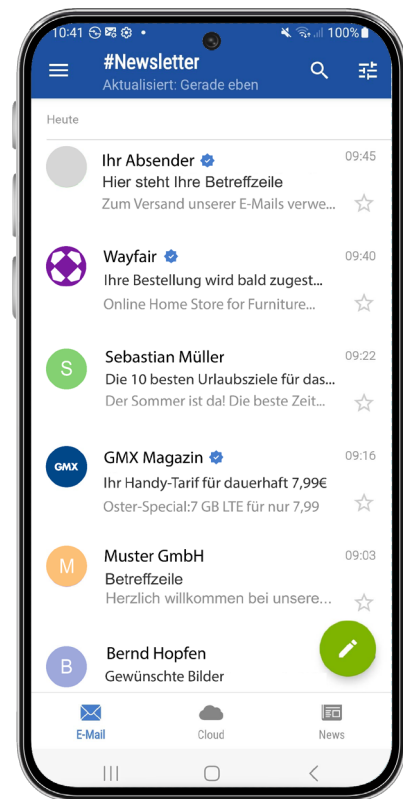 10:41 100%
#Newsletter
Aktualisiert: Gerade eben
Heute
Ihr Absender 09:45
Hier steht Ihre Betreffzeile
Zum Versand unserer E-Mails verwe...
Wayfair 09:40
Ihre Bestellung wird bald zugest...
Online Home Store for Furniture...
S Sebastian Müller 09:22
Die 10 besten Urlaubsziele für das...
Der Sommer ist da! Die beste Zeit...
GMX GMX Magazin 09:16
Ihr Handy-Tarif für dauerhaft 7,99€
Oster-Special:7 GB LTE für nur 7,99
M Muster GmbH 09:03
Betreffzeile
Herzlich willkommen bei unsere...
B Bernd Hopfen
Gewünschte Bilder
E-Mail Cloud News